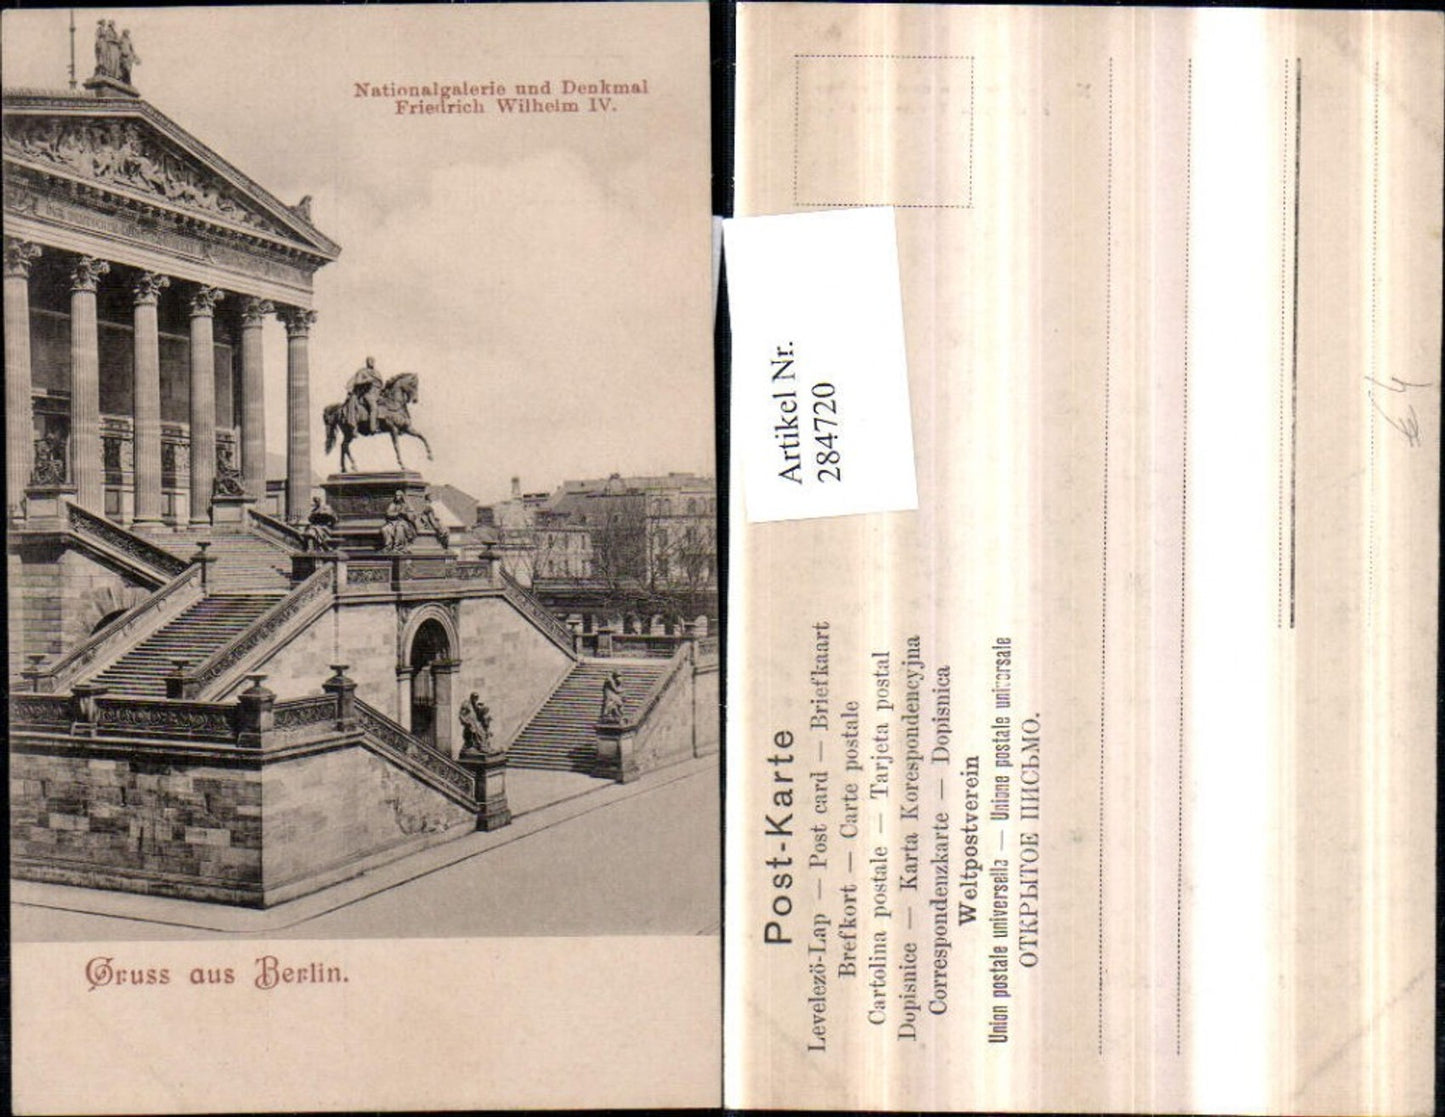 Nationalgalerie und Denkmal
Friedrich Wilhelm IV.
Gruss aus Berlin.
Artikel Nr.
284720
Post-Karte
Levelezö-Lap — Post card — Briefkaart
Brefkort — Carte postale
Cartolina postale — Tarjeta postal
Dopisnice — Karta Korespondencyjna
Correspondenzkarte — Dopisnica
Weltpostverein
Union postale universella — Unione postale universale
ОТКРЫТОЕ ПИСЬМО.